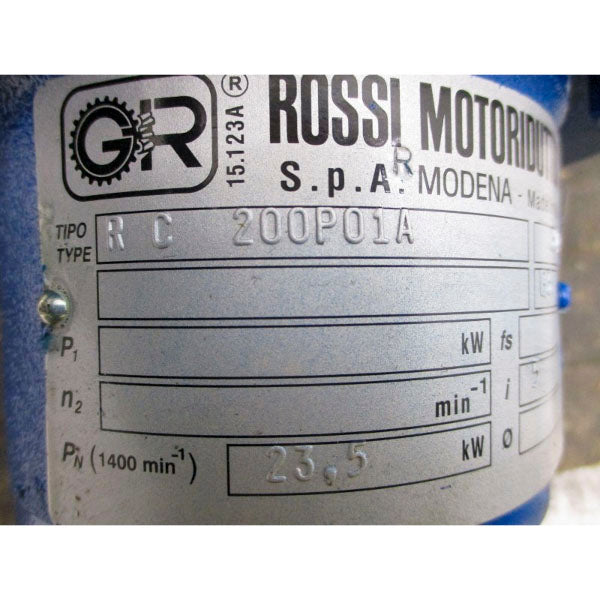 GR ® ROSSI MOTORIDUT
15.123A
S.p.A. R MODENA -
TIPO
TYPE R C 200P01A
P₁ kW fs
n₂ min⁻¹ i
PN (1400 min⁻¹) 23,5 kW Ø